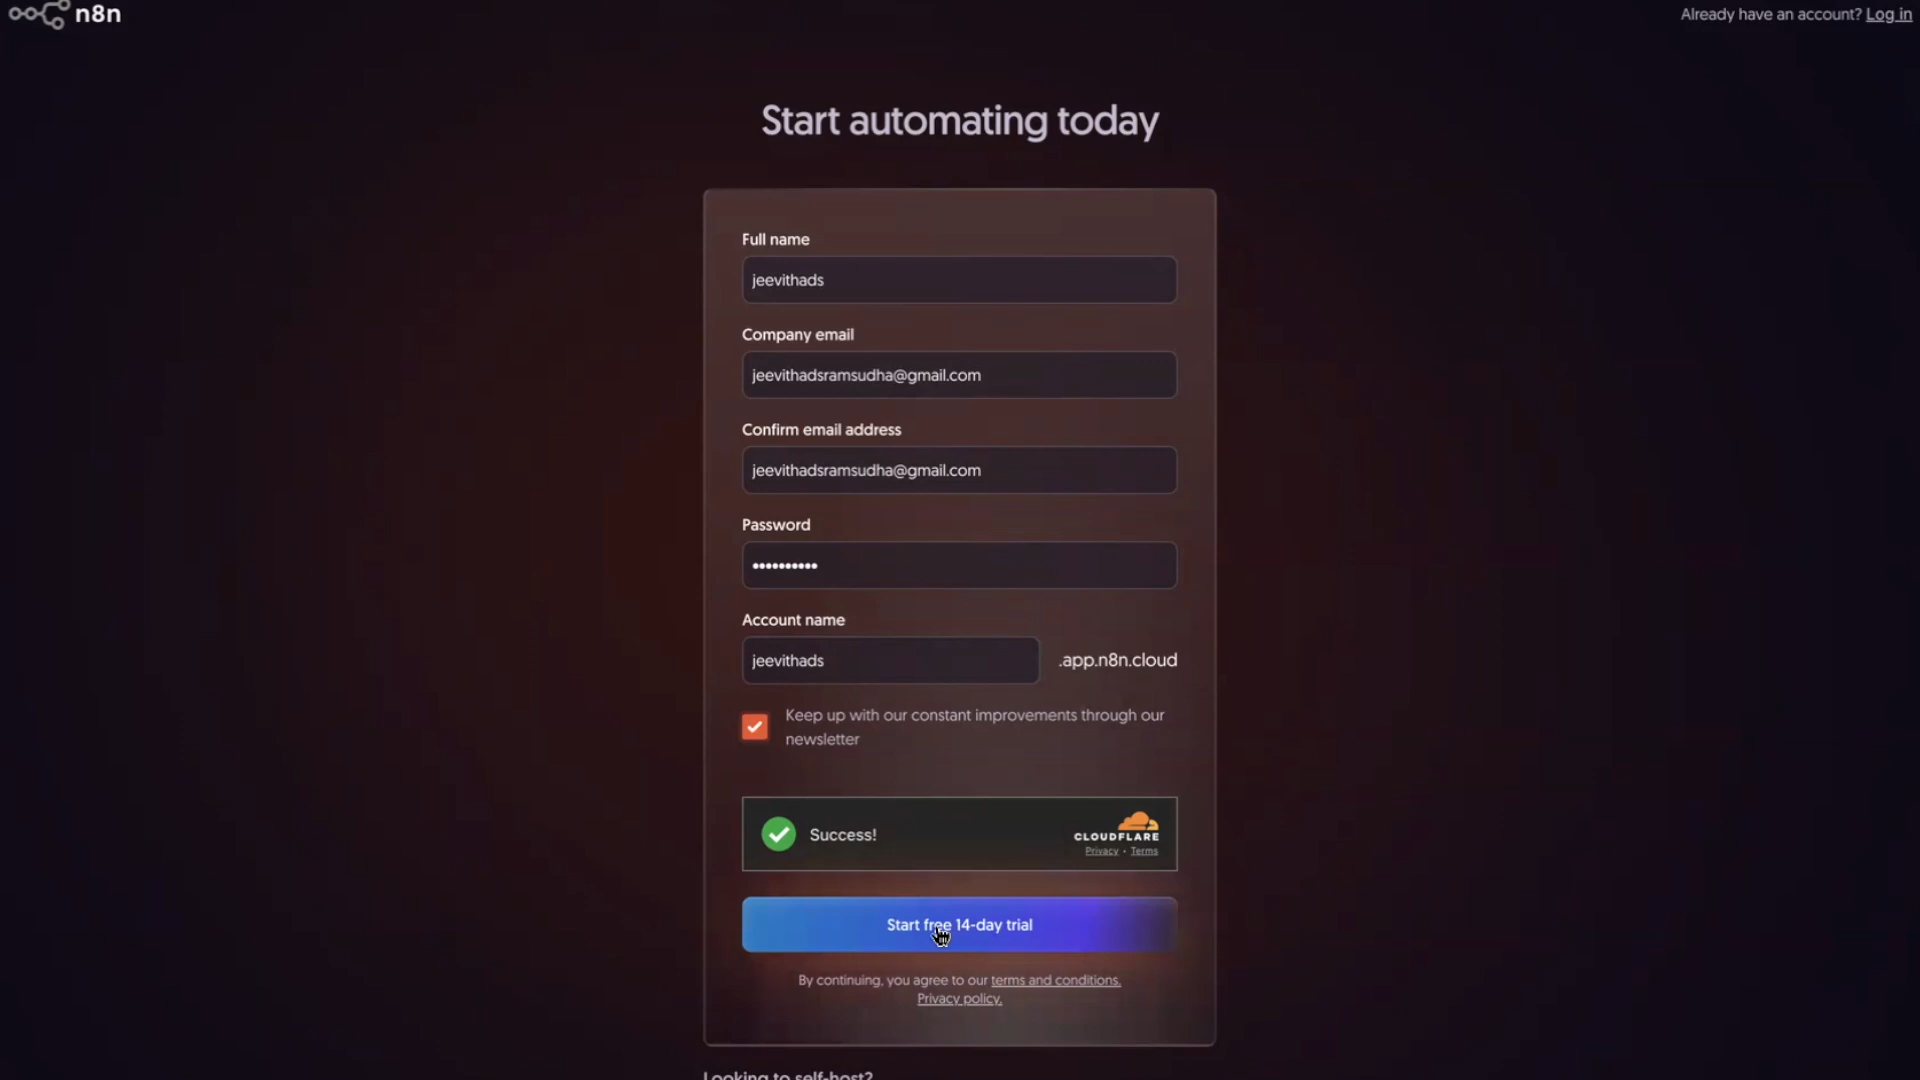 n8n
Already have an account? Log in
Start automating today
Full name
jeevithads
Company email
jeevithadsramsudha@gmail.com
Confirm email address
jeevithadsramsudha@gmail.com
Password
••••••••••
Account name
jeevithads
.app.n8n.cloud
Keep up with our constant improvements through our
newsletter
Success!
CLOUDFLARE
Privacy • Terms
Start free 14-day trial
By continuing, you agree to our terms and conditions.
Privacy policy.
Looking to self-host?